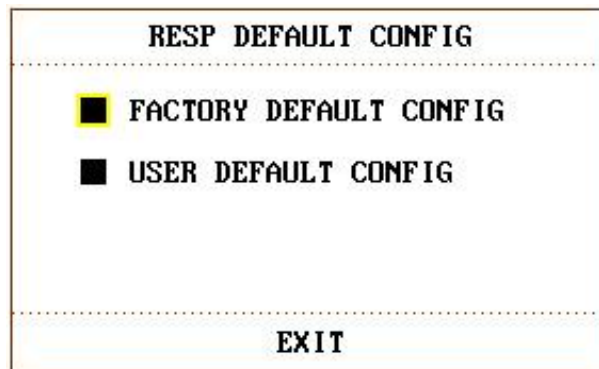 RESP DEFAULT CONFIG
FACTORY DEFAULT CONFIG
USER DEFAULT CONFIG
EXIT